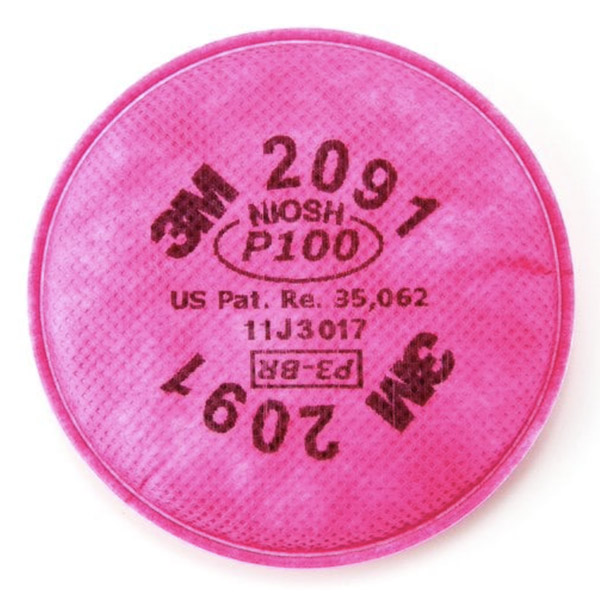 3M 2091
NIOSH
P100
US Pat. Re. 35,062
11J3017
P3-BR
3M 2091